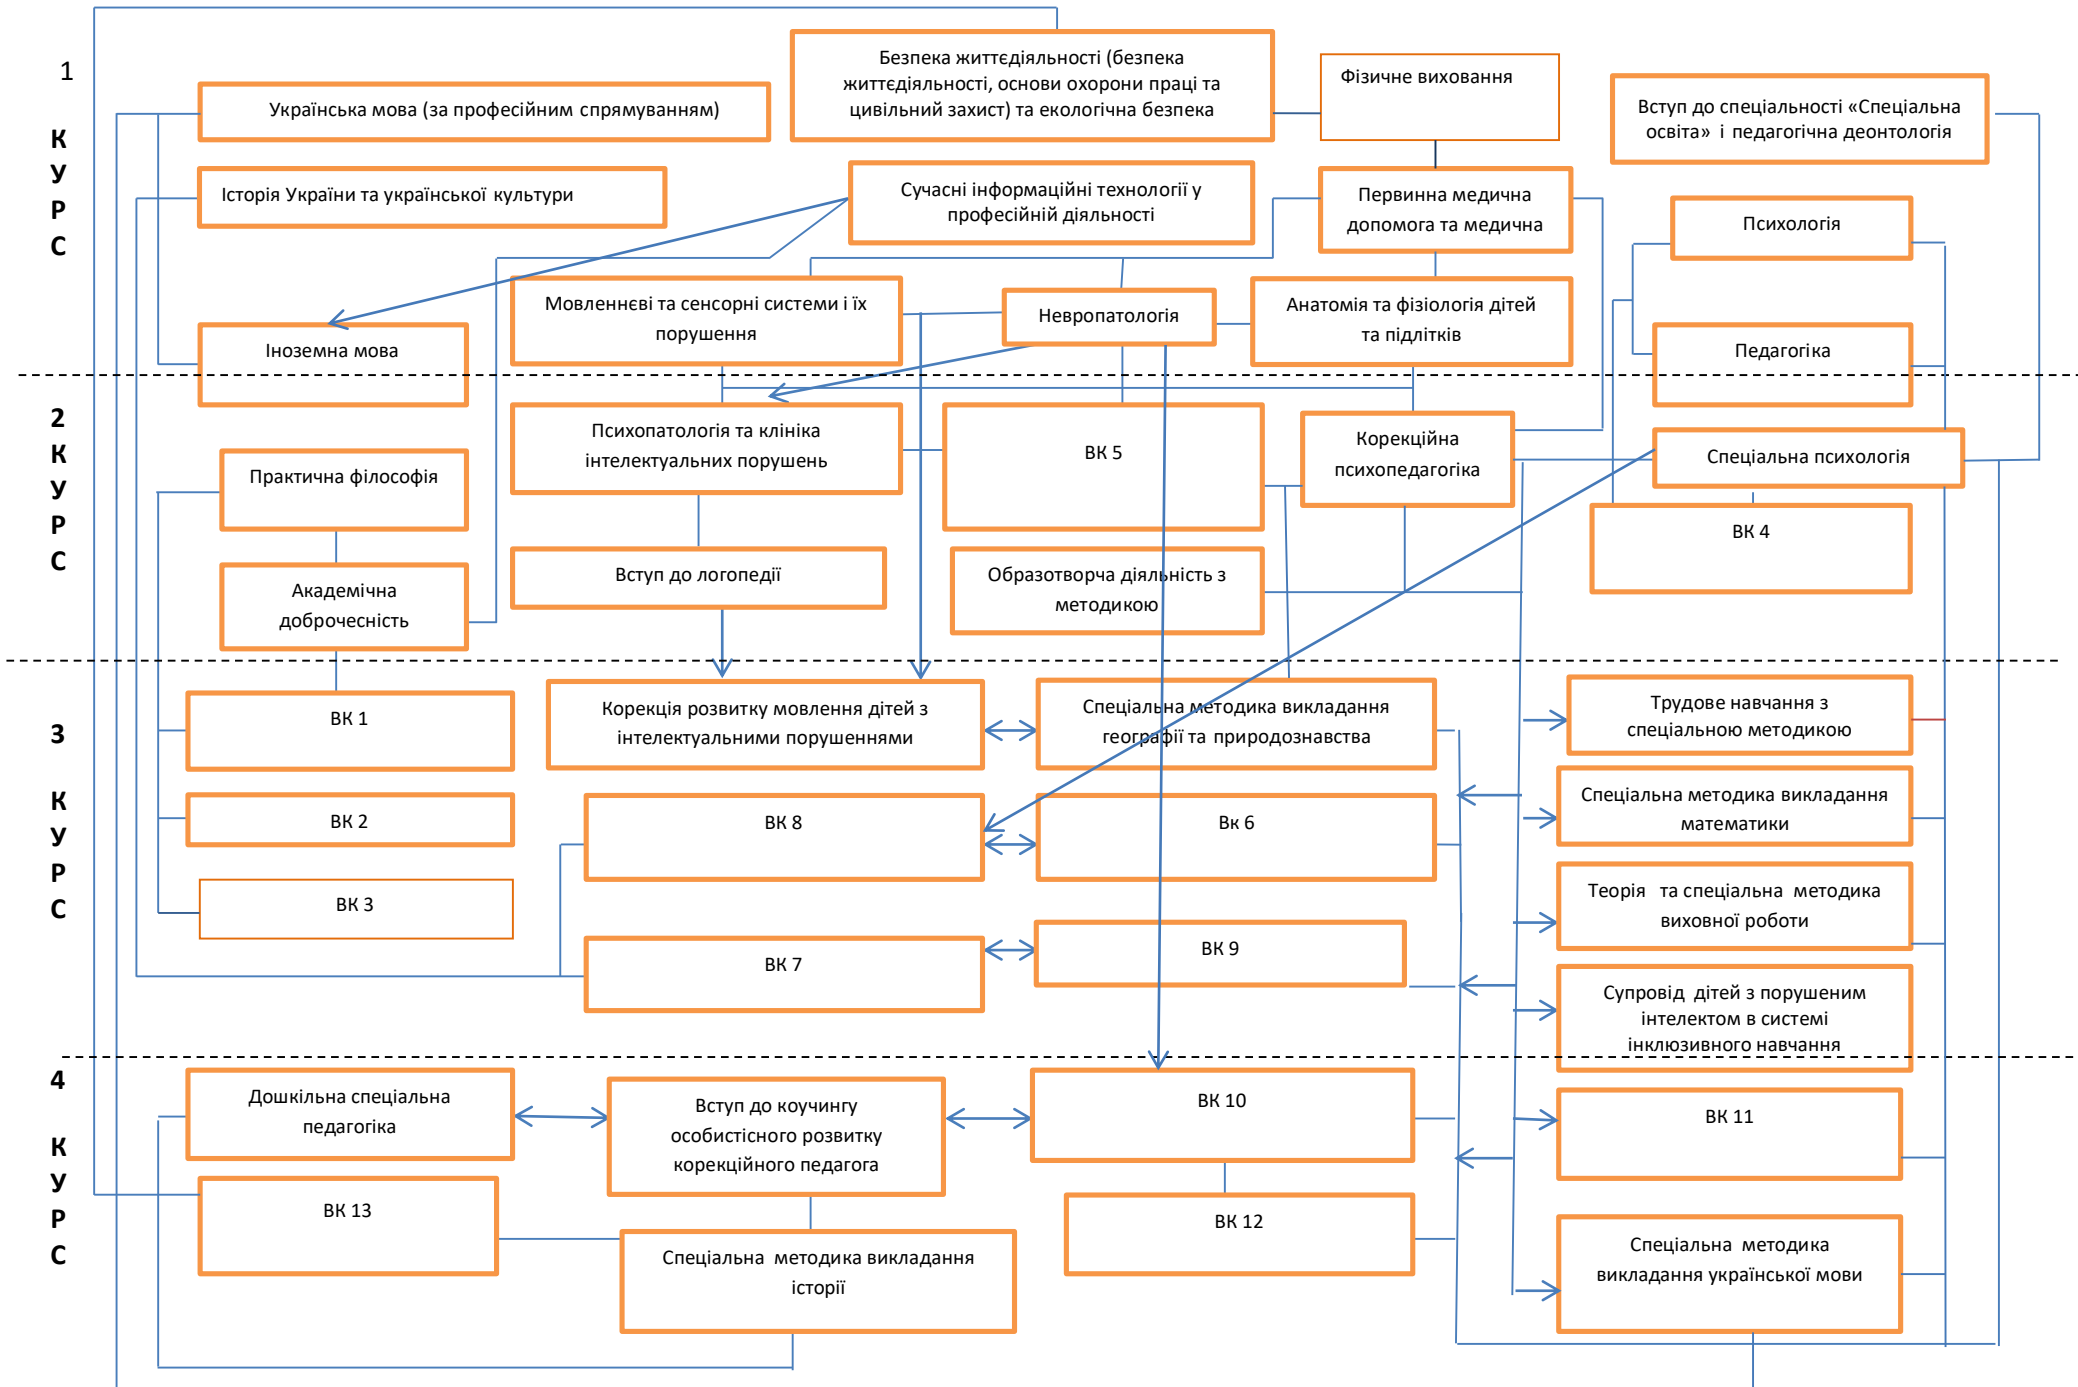 1
К
У
Р
С
Безпека життєдіяльності (безпека
життєдіяльності, основи охорони праці та
цивільний захист) та екологічна безпека
Фізичне виховання
Українська мова (за професійним спрямуванням)
Вступ до спеціальності «Спеціальна
освіта» і педагогічна деонтологія
Історія України та української культури
Сучасні інформаційні технології у
професійній діяльності
Первинна медична
допомога та медична
Психологія
Мовленнєві та сенсорні системи і їх
порушення
Невропатологія
Анатомія та фізіологія дітей
та підлітків
Іноземна мова
Педагогіка
2
К
У
Р
С
Психопатологія та клініка
інтелектуальних порушень
ВК 5
Корекційна
психопедагогіка
Спеціальна психологія
Практична філософія
ВК 4
Академічна
доброчесність
Вступ до логопедії
Образотворча діяльність з
методикою
3
К
У
Р
С
ВК 1
Корекція розвитку мовлення дітей з
інтелектуальними порушеннями
Спеціальна методика викладання
географії та природознавства
Трудове навчання з
спеціальною методикою
ВК 2
ВК 8
Вк 6
Спеціальна методика викладання
математики
ВК 3
Теорія та спеціальна методика
виховної роботи
ВК 7
ВК 9
Супровід дітей з порушеним
інтелектом в системі
інклюзивного навчання
4
К
У
Р
С
Дошкільна спеціальна
педагогіка
Вступ до коучингу
особистісного розвитку
корекційного педагога
ВК 10
ВК 11
ВК 13
ВК 12
Спеціальна методика викладання
історії
Спеціальна методика
викладання української мови